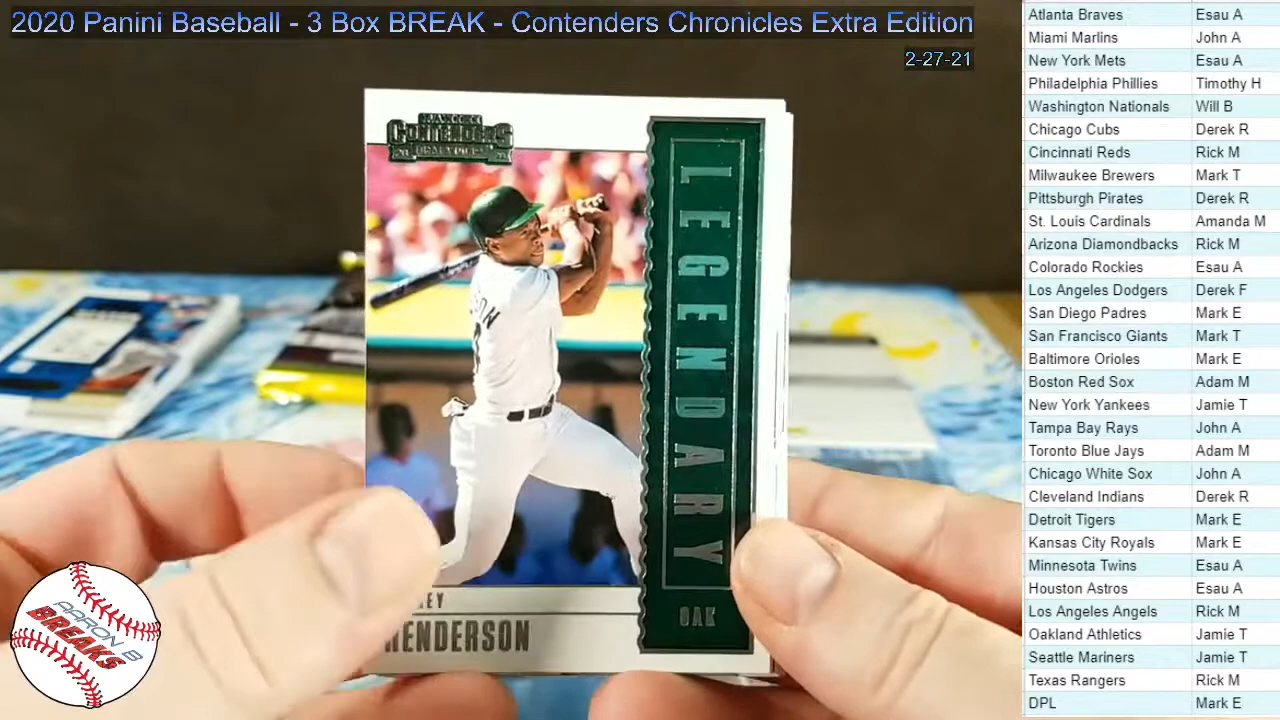 2020 Panini Baseball - 3 Box BREAK - Contenders Chronicles Extra Edition
2-27-21
CONTENDERS
DRAFT PICKS
LEGENDARY
OAK
HENDERSON
AARON B
BREAKS
Atlanta Braves Esau A
Miami Marlins John A
New York Mets Esau A
Philadelphia Phillies Timothy H
Washington Nationals Will B
Chicago Cubs Derek R
Cincinnati Reds Rick M
Milwaukee Brewers Mark T
Pittsburgh Pirates Derek R
St. Louis Cardinals Amanda M
Arizona Diamondbacks Rick M
Colorado Rockies Esau A
Los Angeles Dodgers Derek F
San Diego Padres Mark E
San Francisco Giants Mark T
Baltimore Orioles Mark E
Boston Red Sox Adam M
New York Yankees Jamie T
Tampa Bay Rays John A
Toronto Blue Jays Adam M
Chicago White Sox John A
Cleveland Indians Derek R
Detroit Tigers Mark E
Kansas City Royals Mark E
Minnesota Twins Esau A
Houston Astros Esau A
Los Angeles Angels Rick M
Oakland Athletics Jamie T
Seattle Mariners Jamie T
Texas Rangers Rick M
DPL Mark E